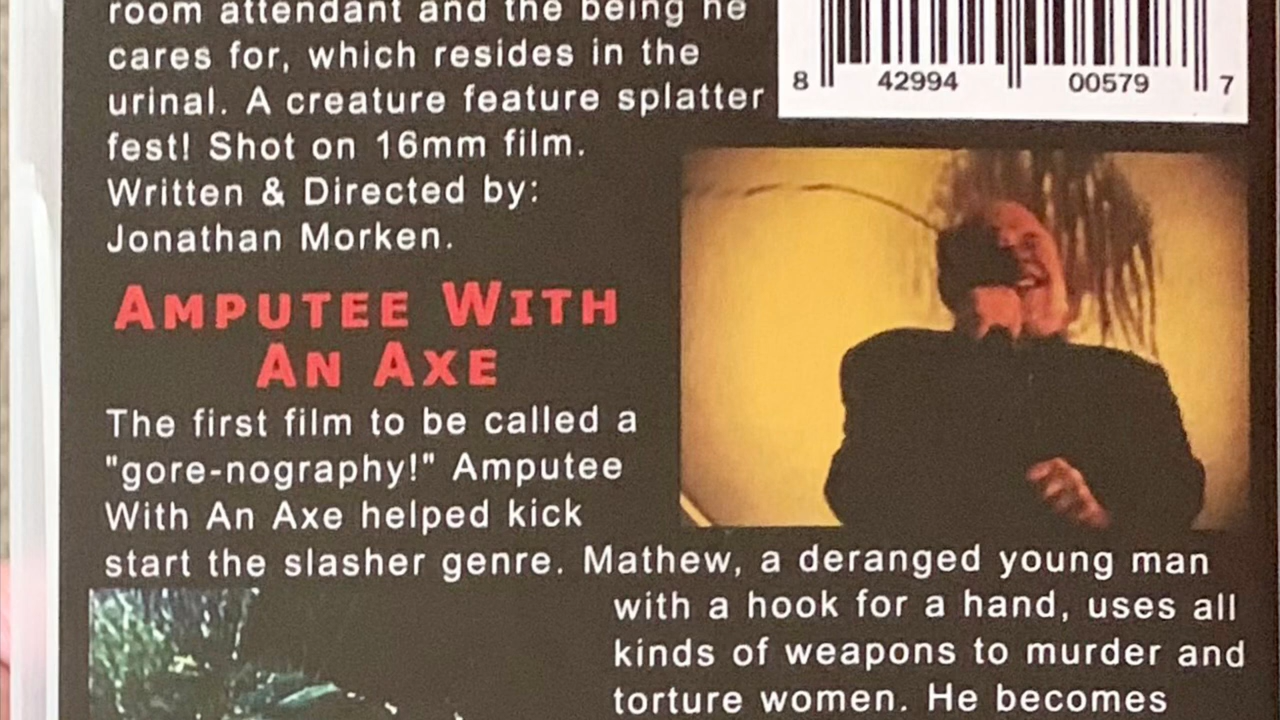 room attendant and the being he
cares for, which resides in the
urinal. A creature feature splatter
fest! Shot on 16mm film.
Written & Directed by:
Jonathan Morken.
8 42994 00579 7
AMPUTEE WITH
AN AXE
The first film to be called a
"gore-nography!" Amputee
With An Axe helped kick
start the slasher genre. Mathew, a deranged young man
with a hook for a hand, uses all
kinds of weapons to murder and
torture women. He becomes